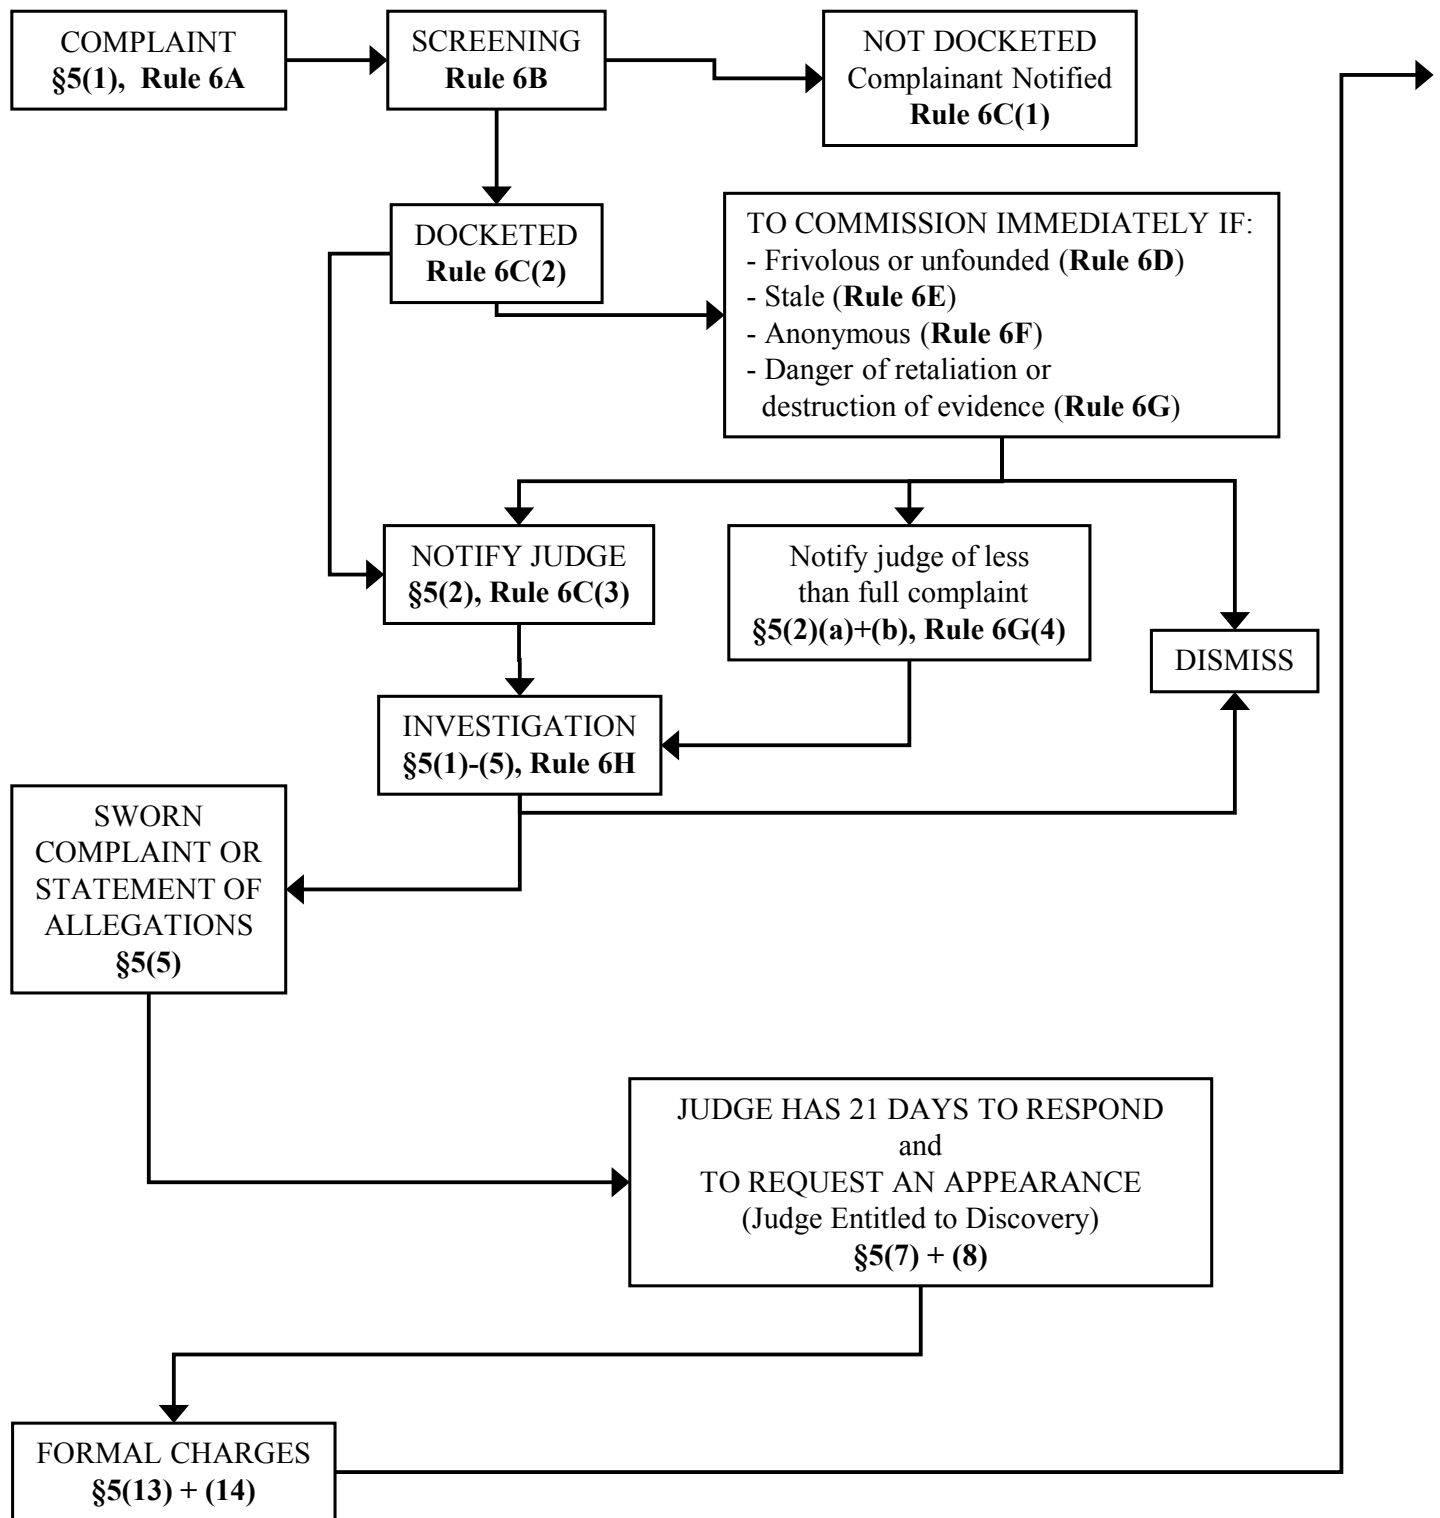 COMPLAINT
§5(1), Rule 6A
SCREENING
Rule 6B
NOT DOCKETED
Complainant Notified
Rule 6C(1)
DOCKETED
Rule 6C(2)
TO COMMISSION IMMEDIATELY IF:
- Frivolous or unfounded (Rule 6D)
- Stale (Rule 6E)
- Anonymous (Rule 6F)
- Danger of retaliation or
destruction of evidence (Rule 6G)
NOTIFY JUDGE
§5(2), Rule 6C(3)
Notify judge of less
than full complaint
§5(2)(a)+(b), Rule 6G(4)
DISMISS
INVESTIGATION
§5(1)-(5), Rule 6H
SWORN
COMPLAINT OR
STATEMENT OF
ALLEGATIONS
§5(5)
JUDGE HAS 21 DAYS TO RESPOND
and
TO REQUEST AN APPEARANCE
(Judge Entitled to Discovery)
§5(7) + (8)
FORMAL CHARGES
§5(13) + (14)